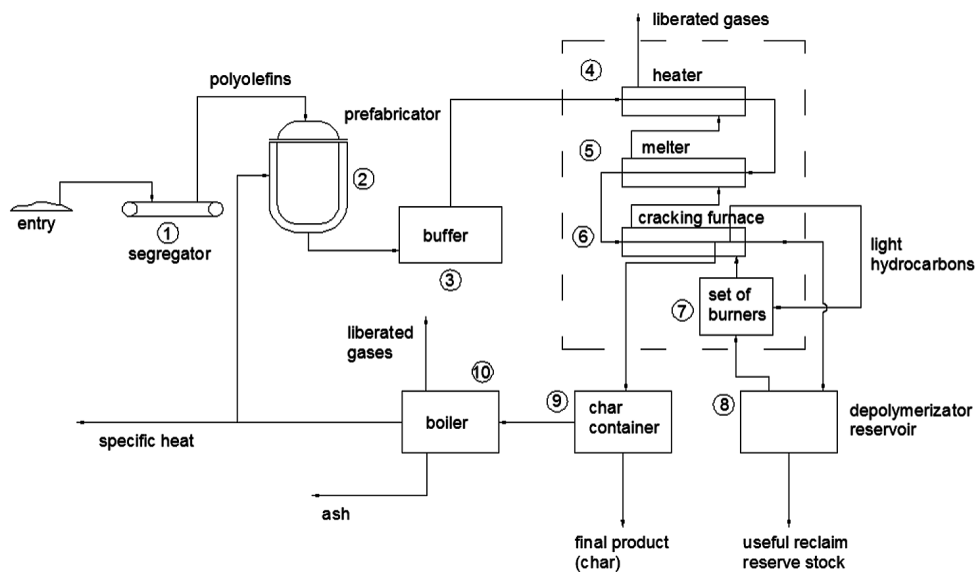 liberated gases
4
heater
polyolefins
prefabricator
5
melter
2
entry
1
segregator
buffer
3
6
cracking furnace
light
hydrocarbons
7
set of
burners
liberated
gases
10
boiler
9
char
container
8
depolymerizator
reservoir
specific heat
ash
final product
(char)
useful reclaim
reserve stock